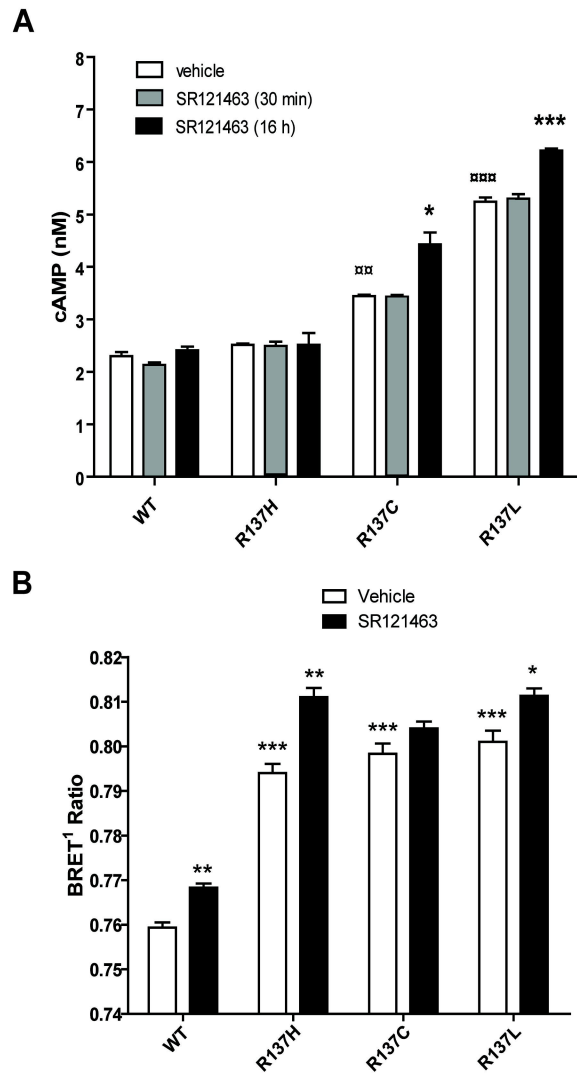 A
8
7
6
5
4
3
2
1
0
cAMP (nM)
vehicle
SR121463 (30 min)
SR121463 (16 h)
¤¤
*
¤¤¤
***
WT
R137H
R137C
R137L
B
Vehicle
SR121463
0.82
0.81
0.80
0.79
0.78
0.77
0.76
0.75
0.74
BRET¹ Ratio
**
***
**
***
***
*
WT
R137H
R137C
R137L